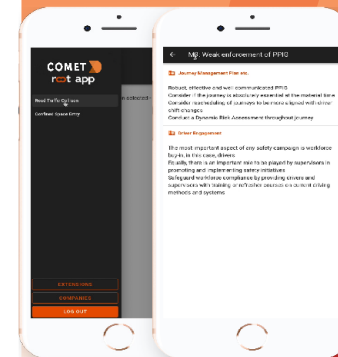 COMET
root app
Road Traffic Collision
Confined Space Entry
EXTENSIONS
COMPANIES
LOG OUT
M9: Weak enforcement of PPIG
Journey Management Plan etc.
Robust, effective and well communicated PPIG
Consider if the journey is absolutely essential at the material time
Consider rescheduling of journeys to be more aligned with driver
shift changes
Conduct a Dynamic Risk Assessment throughout journey
Driver Engagement
The most important aspect of any safety campaign is workforce
buy-in, in this case, drivers
Equally, there is an important role to be played by supervisors in
promoting and implementing safety initiatives
Safeguard workforce compliance by providing drivers and
supervisors with training or refresher courses on current driving
methods and systems